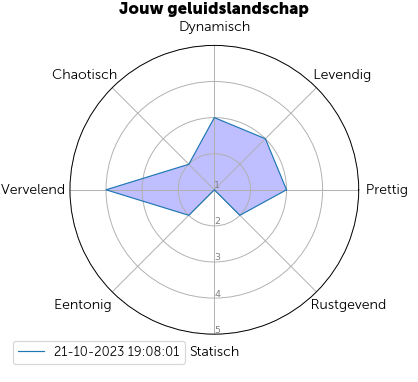 Jouw geluidslandschap
Dynamisch
Chaotisch
Levendig
Vervelend
1
Prettig
2
3
4
Eentonig
Rustgevend
5
21-10-2023 19:08:01
Statisch